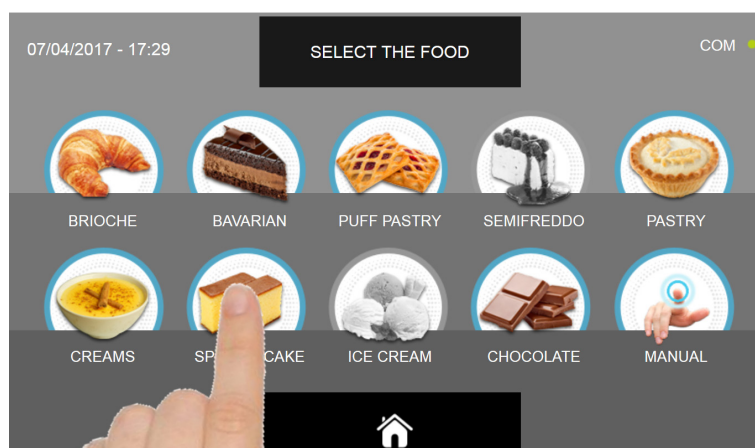 07/04/2017 - 17:29
SELECT THE FOOD
COM
BRIOCHE
BAVARIAN
PUFF PASTRY
SEMIFREDDO
PASTRY
CREAMS
CAKE
ICE CREAM
CHOCOLATE
MANUAL